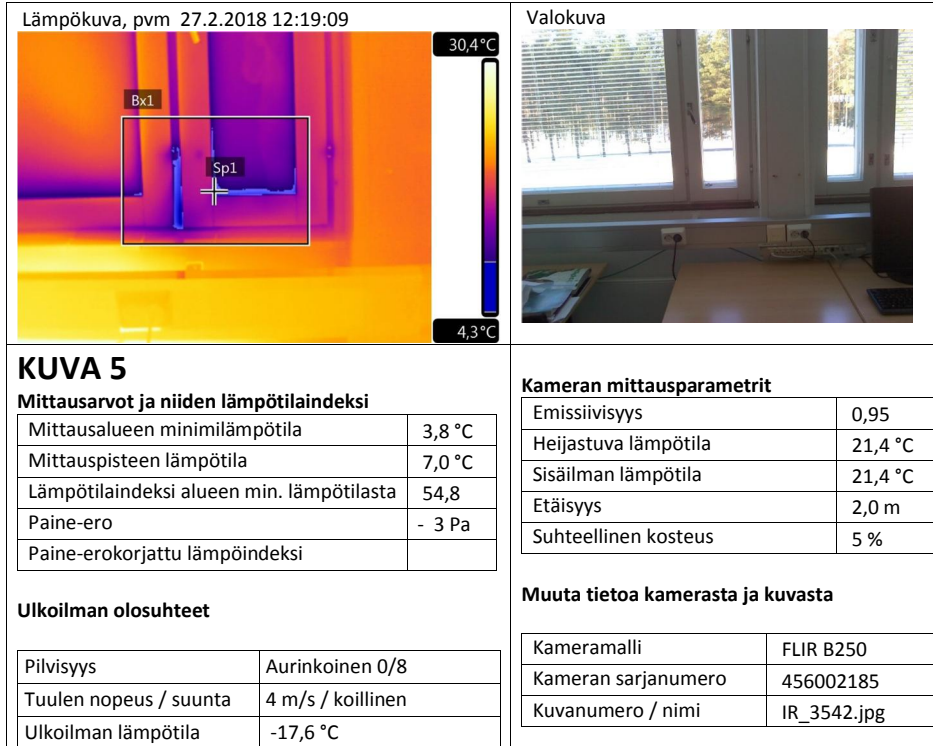 Lämpökuva, pvm 27.2.2018 12:19:09
30,4°C
Bx1
Sp1
4,3°C
Valokuva
KUVA 5
Mittausarvot ja niiden lämpötilaindeksi
Mittausalueen minimilämpötila 3,8 °C
Mittauspisteen lämpötila 7,0 °C
Lämpötilaindeksi alueen min. lämpötilasta 54,8
Paine-ero - 3 Pa
Paine-erokorjattu lämpöindeksi
Ulkoilman olosuhteet
Pilvisyys Aurinkoinen 0/8
Tuulen nopeus / suunta 4 m/s / koillinen
Ulkoilman lämpötila -17,6 °C
Kameran mittausparametrit
Emissiivisyys 0,95
Heijastuva lämpötila 21,4 °C
Sisäilman lämpötila 21,4 °C
Etäisyys 2,0 m
Suhteellinen kosteus 5 %
Muuta tietoa kamerasta ja kuvasta
Kameramalli FLIR B250
Kameran sarjanumero 456002185
Kuvanumero / nimi IR_3542.jpg